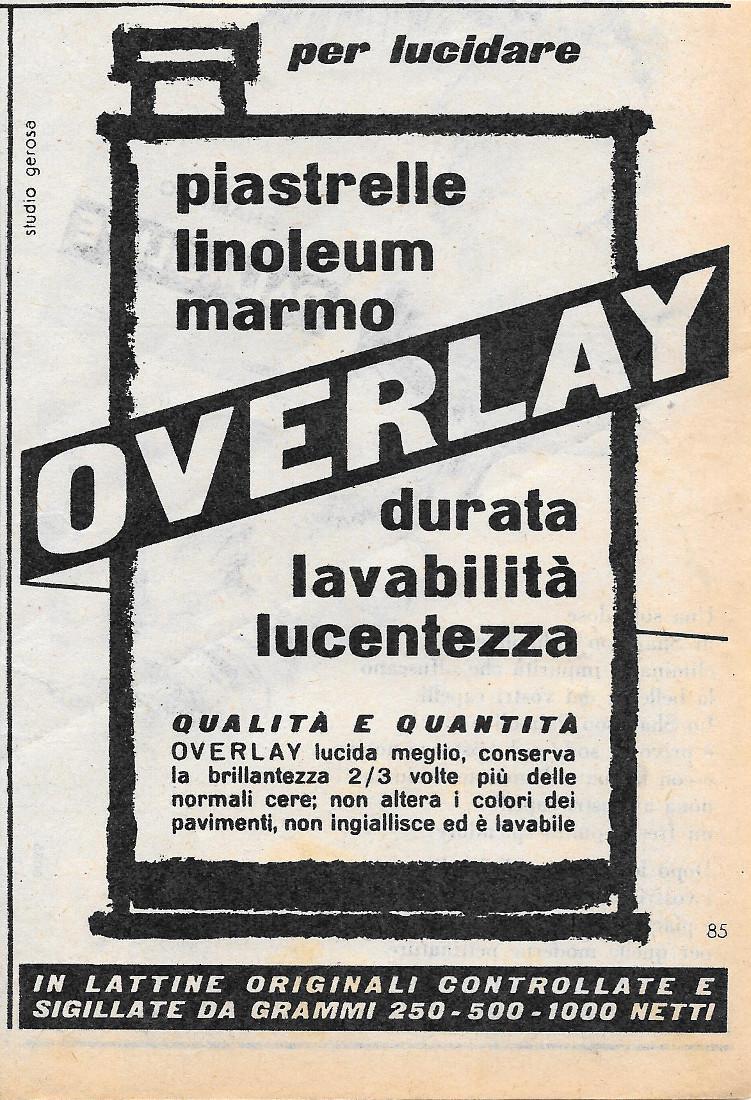 per lucidare
studio gerosa
piastrelle
linoleum
marmo
OVERLAY
durata
lavabilità
lucentezza
QUALITÀ E QUANTITÀ
OVERLAY lucida meglio, conserva
la brillantezza 2/3 volte più delle
normali cere; non altera i colori dei
pavimenti, non ingiallisce ed è lavabile
85
IN LATTINE ORIGINALI CONTROLLATE E
SIGILLATE DA GRAMMI 250-500-1000 NETTI